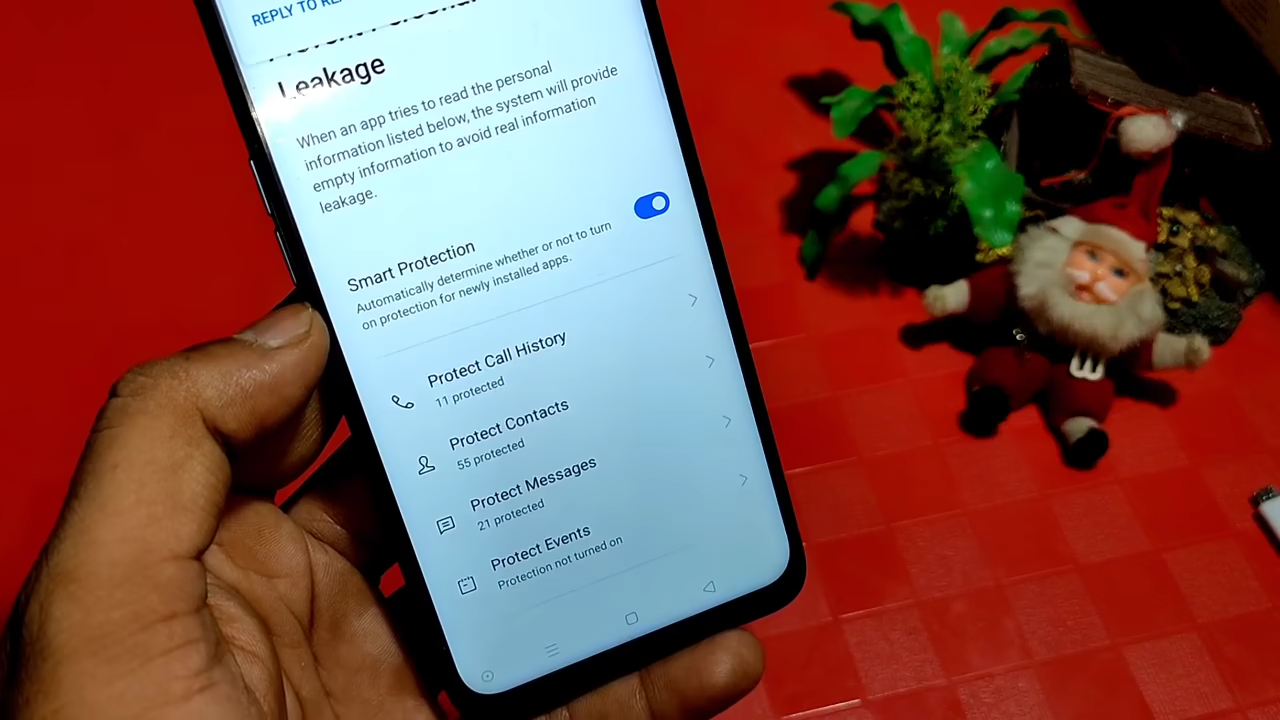 REPLY TO
Leakage
When an app tries to read the personal
information listed below, the system will provide
empty information to avoid real information
leakage.
Smart Protection
Automatically determine whether or not to turn
on protection for newly installed apps.
Protect Call History
11 protected
Protect Contacts
55 protected
Protect Messages
21 protected
Protect Events
Protection not turned on